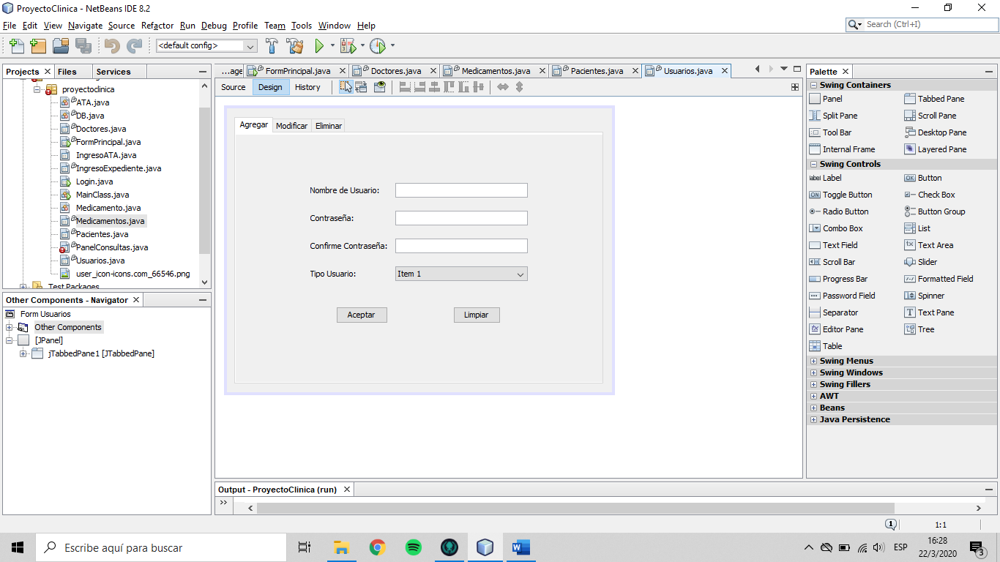 ProyectoClinica - NetBeans IDE 8.2
File Edit View Navigate Source Refactor Run Debug Profile Team Tools Window Help
Search (Ctrl+I)
<default config>
Projects Files Services
proyectoclinica
ATA.java
DB.java
Doctores.java
FormPrincipal.java
IngresoATA.java
IngresoExpediente.java
Login.java
MainClass.java
Medicamento.java
Medicamentos.java
Pacientes.java
PanelConsultas.java
Usuarios.java
user_icon-icons.com_66546.png
Test Packages
Other Components - Navigator
Form Usuarios
Other Components
[JPanel]
jTabbedPane1 [JTabbedPane]
...age FormPrincipal.java Doctores.java Medicamentos.java Pacientes.java Usuarios.java
Source Design History
Agregar Modificar Eliminar
Nombre de Usuario:
Contraseña:
Confirme Contraseña:
Tipo Usuario: Item 1
Aceptar Limpiar
Palette
Swing Containers
Panel Tabbed Pane
Split Pane Scroll Pane
Tool Bar Desktop Pane
Internal Frame Layered Pane
Swing Controls
label Label OK Button
ON Toggle Button Check Box
Radio Button Button Group
Combo Box List
Text Field tx Text Area
Scroll Bar Slider
Progress Bar Formatted Field
Password Field Spinner
Separator T Text Pane
Editor Pane Tree
Table
Swing Menus
Swing Windows
Swing Fillers
AWT
Beans
Java Persistence
Output - ProyectoClinica (run)
1 1:1
Escribe aquí para buscar
W
ESP
16:28
22/3/2020
3